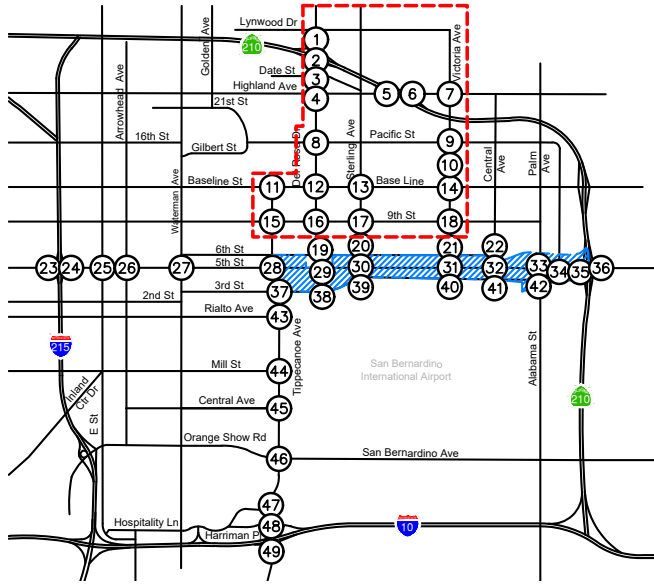 Lynwood Dr
1
210
2
Golden Ave
Arrowhead Ave
Victoria Ave
Date St
3
Highland Ave
4
5
6
7
21st St
16th St
8
Pacific St
9
Gilbert St
Del Rosa Dr
Sterling Ave
10
Central
Ave
Palm
Ave
Baseline St
11
12
13
Base Line
14
Waterman Ave
15
16
17
9th St
18
6th St
19
20
21
22
23
24
25
26
27
5th St
28
29
30
31
32
33
34
35
36
3rd St
37
38
39
40
41
42
2nd St
Rialto Ave
43
Tippecanoe Ave
215
Alabama St
San Bernardino
International Airport
Mill St
44
Inland
Ctr Dr
210
Central Ave
45
E St
Orange Show Rd
46
San Bernardino Ave
47
Hospitality Ln
48
10
Harriman P
49